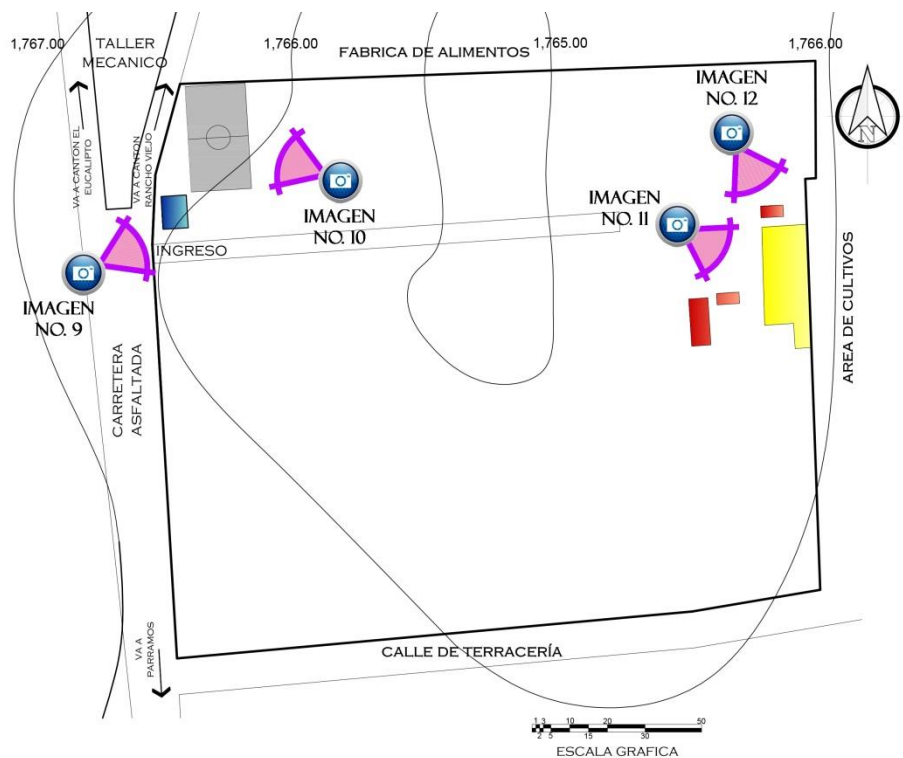 1,767.00
TALLER
MECANICO
1,766.00
FABRICA DE ALIMENTOS
1,765.00
1,766.00
IMAGEN
NO. 12
N
VA A CANTON EL
EUCALIPTO
VA A CANTON
RANCHO VIEJO
IMAGEN
NO. 10
IMAGEN
NO. 11
INGRESO
IMAGEN
NO. 9
CARRETERA
ASFALTADA
AREA DE CULTIVOS
VA A
PARRAMOS
CALLE DE TERRACERÍA
1 3 10 20 50
2 5 15 30
ESCALA GRAFICA